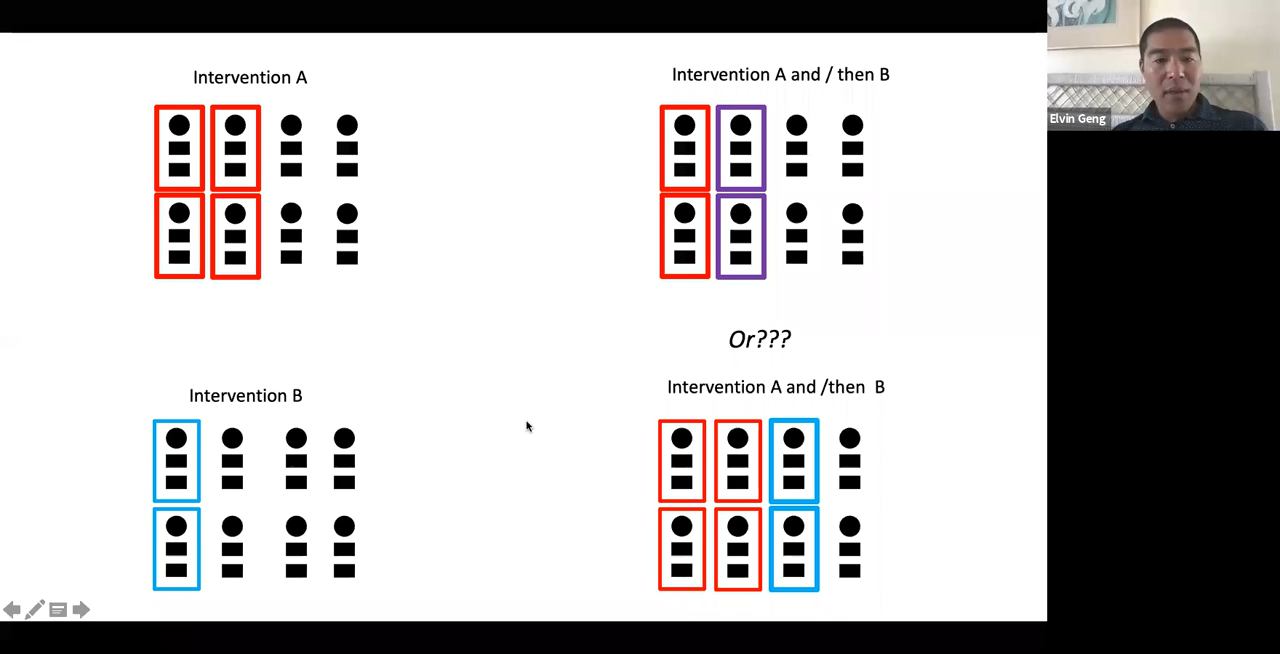 Intervention A
Intervention A and / then B
Elvin Geng
Or???
Intervention B
Intervention A and /then  B